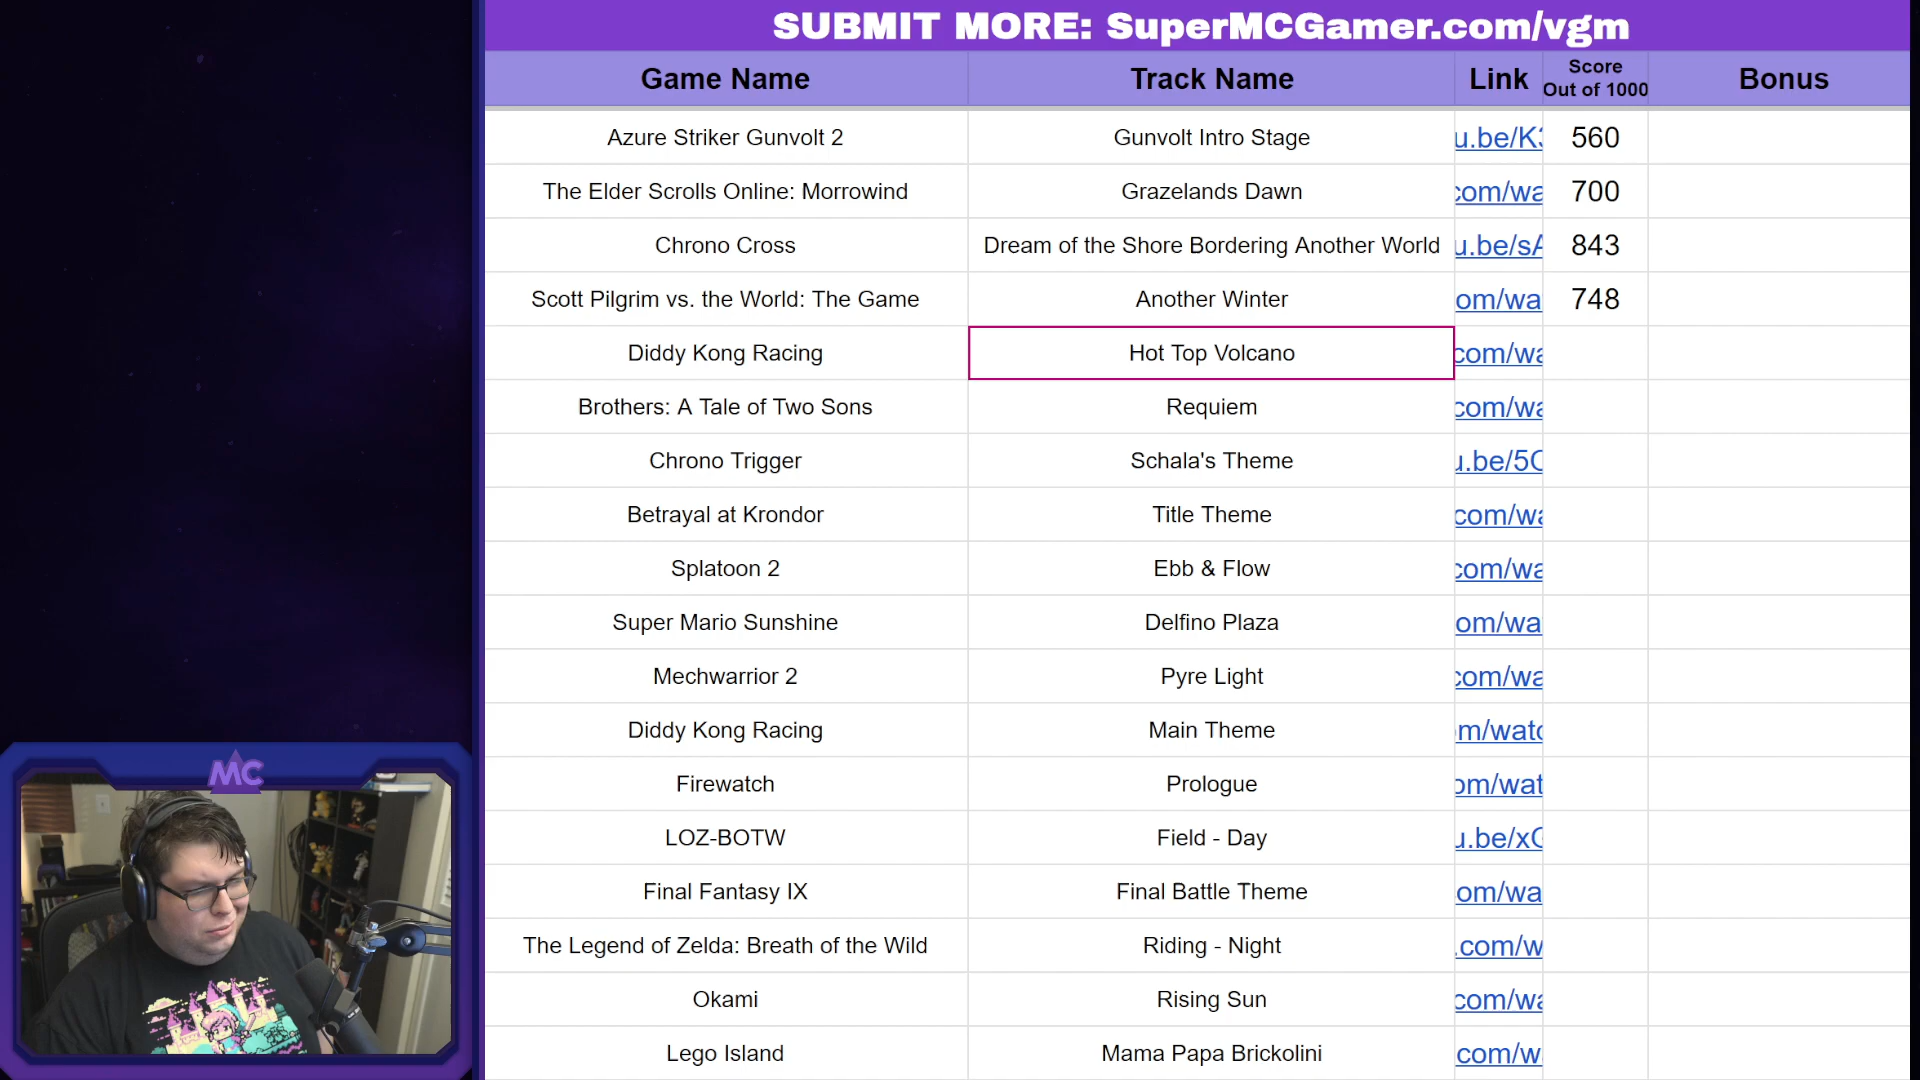 SUBMIT MORE: SuperMCGamer.com/vgm
Game Name Track Name Link Score Out of 1000 Bonus
Azure Striker Gunvolt 2 Gunvolt Intro Stage u.be/K 560
The Elder Scrolls Online: Morrowind Grazelands Dawn com/wa 700
Chrono Cross Dream of the Shore Bordering Another World u.be/sA 843
Scott Pilgrim vs. the World: The Game Another Winter om/wa 748
Diddy Kong Racing Hot Top Volcano com/wa
Brothers: A Tale of Two Sons Requiem com/wa
Chrono Trigger Schala's Theme u.be/5
Betrayal at Krondor Title Theme com/wa
Splatoon 2 Ebb & Flow com/wa
Super Mario Sunshine Delfino Plaza om/wa
Mechwarrior 2 Pyre Light com/wa
Diddy Kong Racing Main Theme m/watc
Firewatch Prologue om/wat
LOZ-BOTW Field - Day u.be/x
Final Fantasy IX Final Battle Theme om/wa
The Legend of Zelda: Breath of the Wild Riding - Night .com/w
Okami Rising Sun com/wa
Lego Island Mama Papa Brickolini com/w
MC